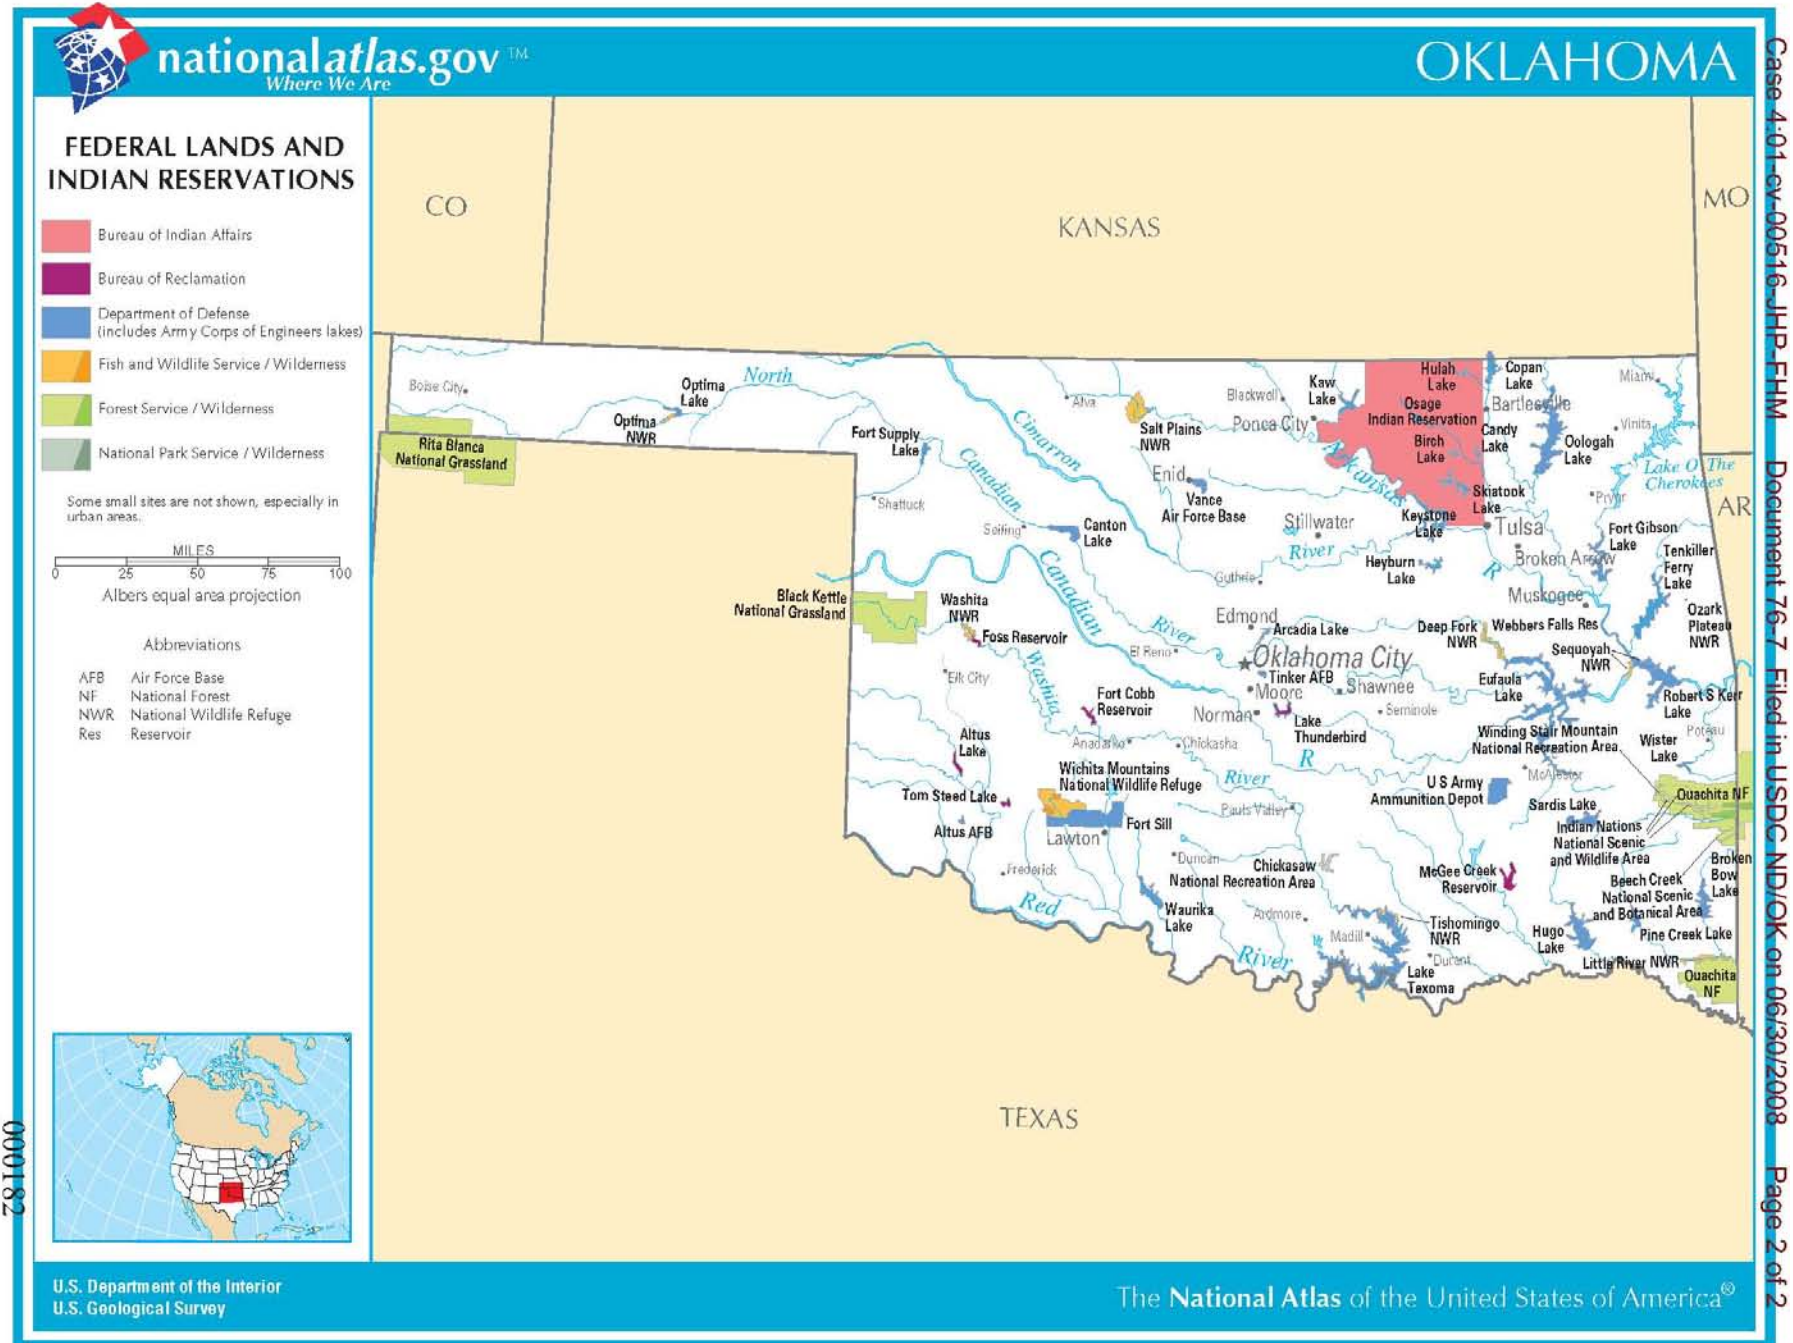 nationalatlas.gov™
Where We Are
OKLAHOMA
FEDERAL LANDS AND
INDIAN RESERVATIONS
Bureau of Indian Affairs
Bureau of Reclamation
Department of Defense
(includes Army Corps of Engineers lakes)
Fish and Wildlife Service / Wilderness
Forest Service / Wilderness
National Park Service / Wilderness
Some small sites are not shown, especially in
urban areas.
MILES
0 25 50 75 100
Albers equal area projection
Abbreviations
AFB Air Force Base
NF National Forest
NWR National Wildlife Refuge
Res Reservoir
U.S. Department of the Interior
U.S. Geological Survey
The National Atlas of the United States of America®
CO
KANSAS
MO
AR
TEXAS
Boise City
Optima
Lake
Optima
NWR
North
Rita Blanca
National Grassland
Fort Supply
Lake
Shattuck
Canadian
Cimarron
Alva
Salt Plains
NWR
Blackwell
Ponca City
Kaw
Lake
Hulah
Lake
Osage
Indian Reservation
Birch
Lake
Copan
Lake
Bartlesville
Candy
Lake
Oologah
Lake
Miami
Vinita
Lake O' The
Cherokees
Pryor
Enid
Vance
Air Force Base
Arkansas
Skiatook
Lake
Keystone
Lake
Tulsa
Seiling
Canton
Lake
Stillwater
River
Heyburn
Lake
Broken Arrow
Fort Gibson
Lake
Tenkiller
Ferry
Lake
R
Guthrie
Muskogee
Ozark
Plateau
NWR
Black Kettle
National Grassland
Washita
NWR
Foss Reservoir
Canadian
River
Edmond
Arcadia Lake
Deep Fork
NWR
Webbers Falls Res
Sequoyah
NWR
El Reno
Oklahoma City
Tinker AFB
Moore
Shawnee
Eufaula
Lake
Robert S Kerr
Lake
Elk City
Washita
Fort Cobb
Reservoir
Norman
Lake
Thunderbird
Seminole
Winding Stair Mountain
National Recreation Area
Wister
Lake
Poteau
Altus
Lake
Anadarko
Chickasha
R
McAlester
Wichita Mountains
National Wildlife Refuge
River
U S Army
Ammunition Depot
Ouachita NF
Tom Steed Lake
Altus AFB
Lawton
Fort Sill
Pauls Valley
Sardis Lake
Indian Nations
National Scenic
and Wildlife Area
Frederick
Duncan
Chickasaw
National Recreation Area
McGee Creek
Reservoir
Beech Creek
National Scenic
and Botanical Area
Broken
Bow
Lake
Red
Waurika
Lake
Ardmore
Madill
Tishomingo
NWR
Hugo
Lake
Pine Creek Lake
River
Durant
Lake
Texoma
Little River NWR
Ouachita
NF
Case 4:01-cv-00516-JHP-FHM Document 76-7 Filed in USDC ND/OK on 06/30/2008 Page 2 of 2
000182